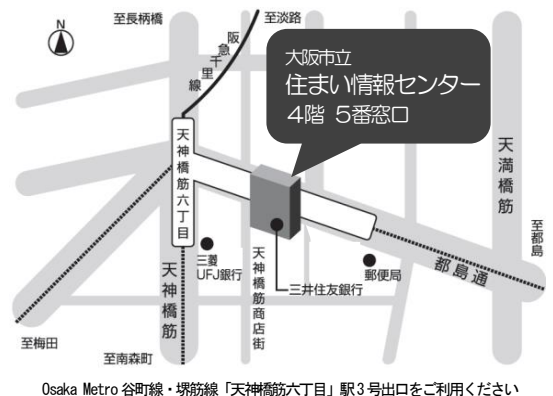 至長柄橋
至淡路
N
阪急千里線
大阪市立
住まい情報センター
4階 5番窓口
天神橋筋六丁目
天満橋筋
至都島
三菱
UFJ銀行
天神橋筋
天神橋筋商店街
三井住友銀行
郵便局
都島通
至梅田
至南森町
Osaka Metro 谷町線・堺筋線「天神橋筋六丁目」駅3号出口をご利用ください